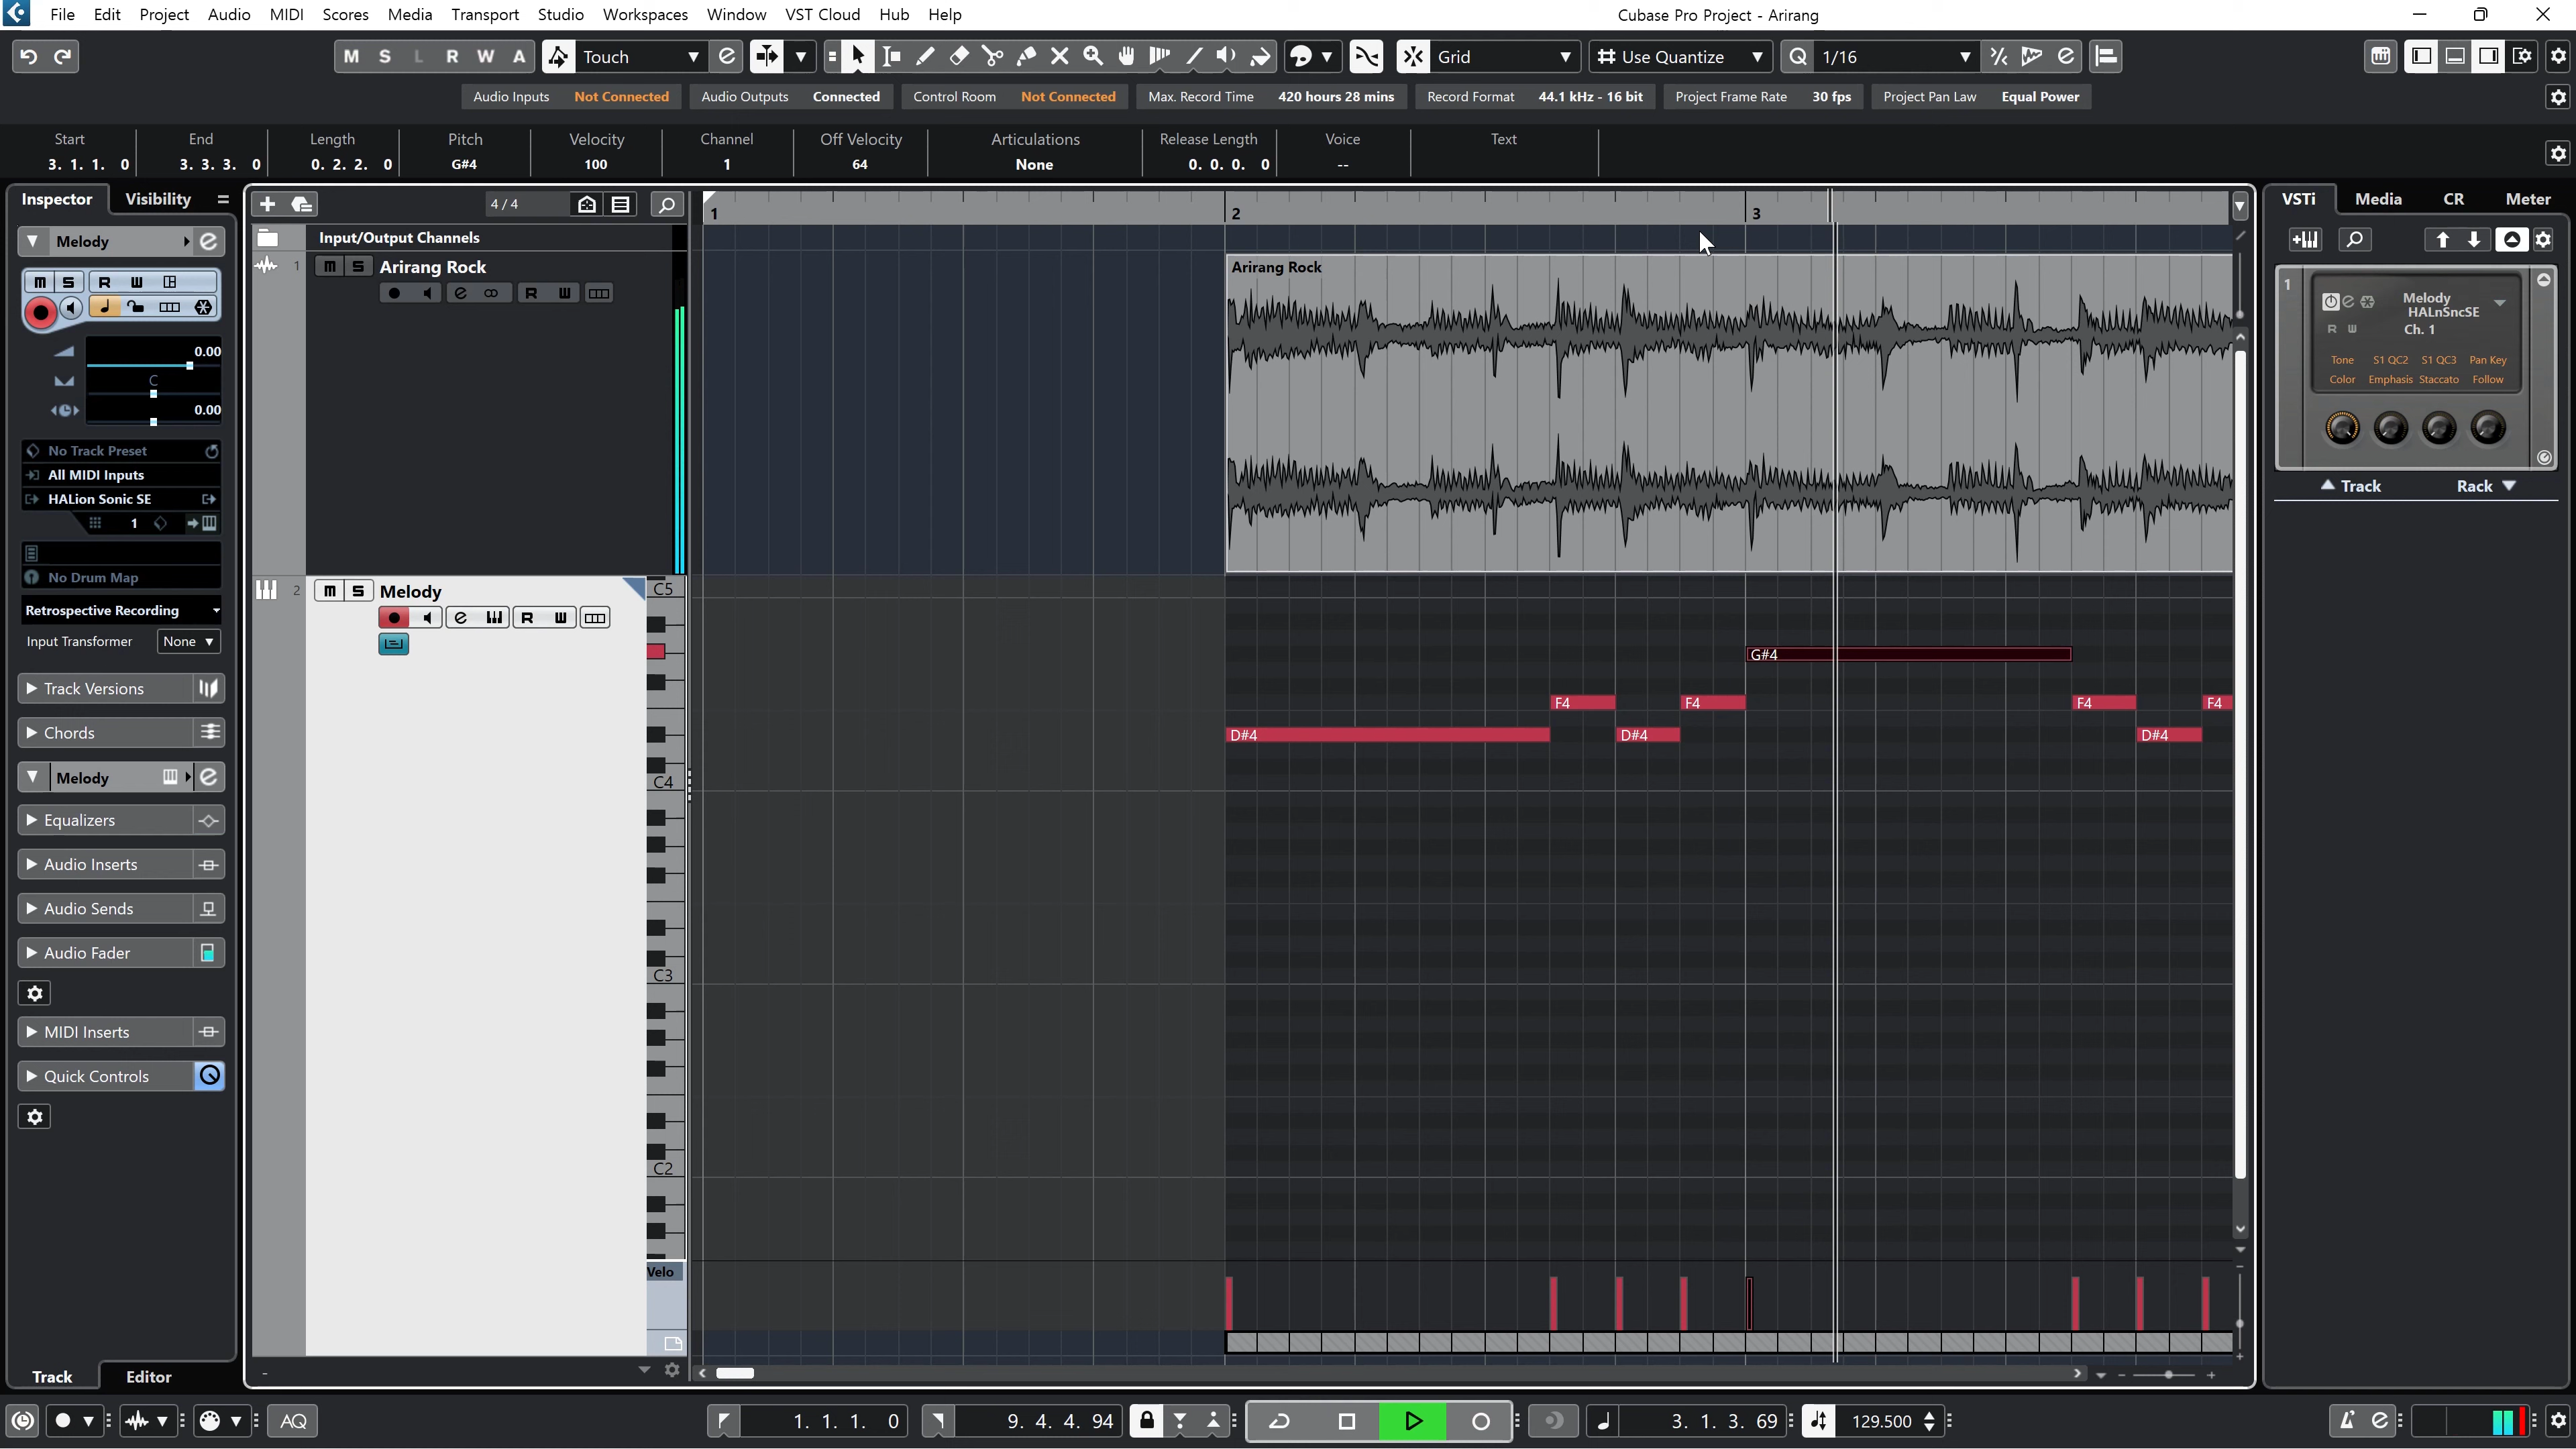 File Edit Project Audio MIDI Scores Media Transport Studio Workspaces Window VST Cloud Hub Help
Cubase Pro Project - Arirang
M S L R W A Touch Grid Use Quantize Q 1/16
Audio Inputs Not Connected Audio Outputs Connected Control Room Not Connected Max. Record Time 420 hours 28 mins Record Format 44.1 kHz - 16 bit Project Frame Rate 30 fps Project Pan Law Equal Power
Start End Length Pitch Velocity Channel Off Velocity Articulations Release Length Voice Text
3. 1. 1. 0 3. 3. 3. 0 0. 2. 2. 0 G#4 100 1 64 None 0. 0. 0. 0 --
Inspector Visibility
Melody
M S R W
0.00
C
0.00
No Track Preset
All MIDI Inputs
HALion Sonic SE
1
No Drum Map
Retrospective Recording
Input Transformer None
Track Versions
Chords
Melody
Equalizers
Audio Inserts
Audio Sends
Audio Fader
MIDI Inserts
Quick Controls
Track Editor
4 / 4
Input/Output Channels
1 M S Arirang Rock
R W
2 M S Melody
R W
C5
C4
C3
C2
Velo
1 2 3
Arirang Rock
G#4
F4 F4 F4 F4
D#4 D#4 D#4
VSTi Media CR Meter
1
Melody
HALnSncSE
R W Ch. 1
Tone S1 QC2 S1 QC3 Pan Key
Color Emphasis Staccato Follow
Track Rack
AQ 1. 1. 1. 0 9. 4. 4. 94 3. 1. 3. 69 129.500